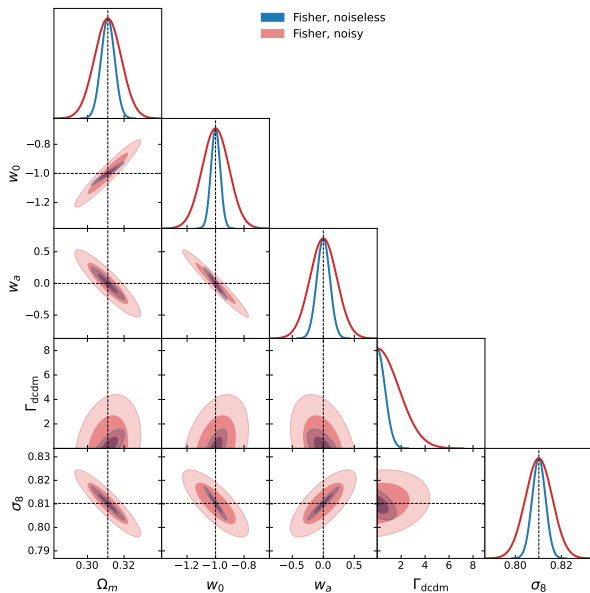 Fisher, noiseless
Fisher, noisy
−0.8
−1.0
−1.2
w₀
0.5
0.0
−0.5
wₐ
8
6
4
2
Γdcdm
0.83
0.82
0.81
0.80
0.79
σ₈
0.30 0.32
−1.2 −0.8
−0.5 0.0 0.5
2 4 6 8
0.80 0.82
Ωₘ w₀ wₐ Γdcdm σ₈